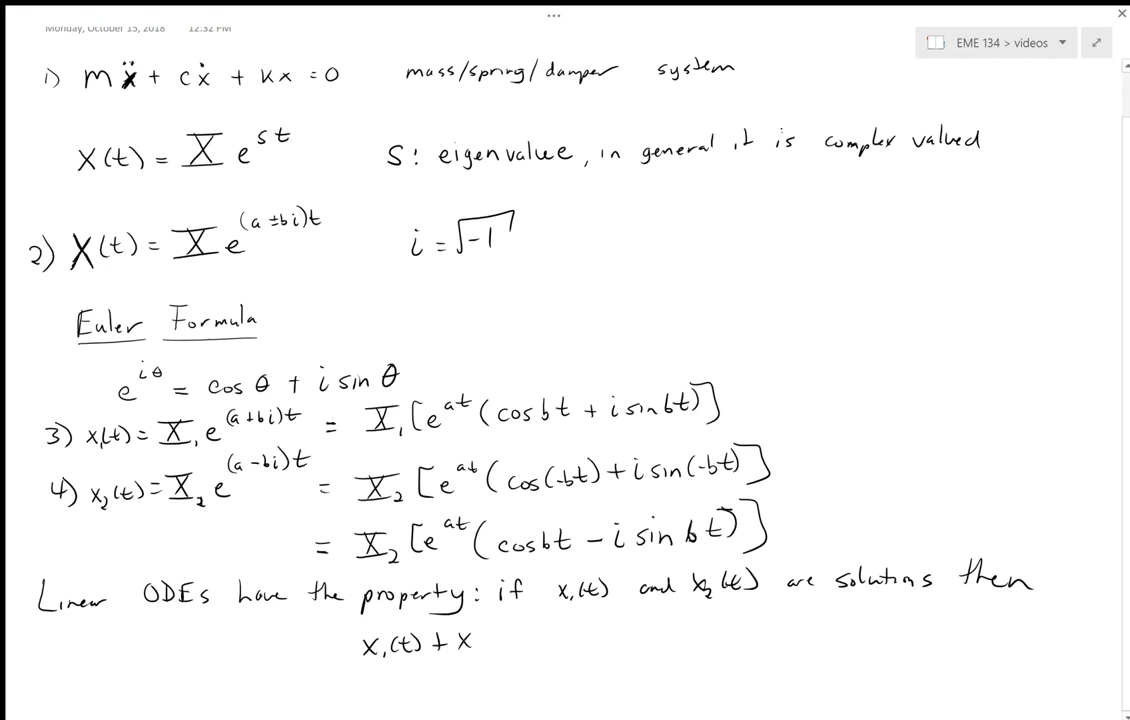 Monday, October 15, 2018 12:32 PM
EME 134 > videos
1) mẍ + cẋ + kx = 0 mass/spring/damper system
x(t) = X e^{st} s: eigenvalue, in general it is complex valued
2) x(t) = X e^{(a ± bi)t} i = √-1
Euler Formula
e^{iθ} = cos θ + i sin θ
3) x₁(t) = X₁ e^{(a+bi)t} = X₁ [e^{at} (cos bt + i sin bt)]
4) x₂(t) = X₂ e^{(a-bi)t} = X₂ [e^{at} (cos(-bt) + i sin(-bt)]
= X₂ [e^{at} (cos bt - i sin bt)]
Linear ODEs have the property: if x₁(t) and x₂(t) are solutions then
x₁(t) + x